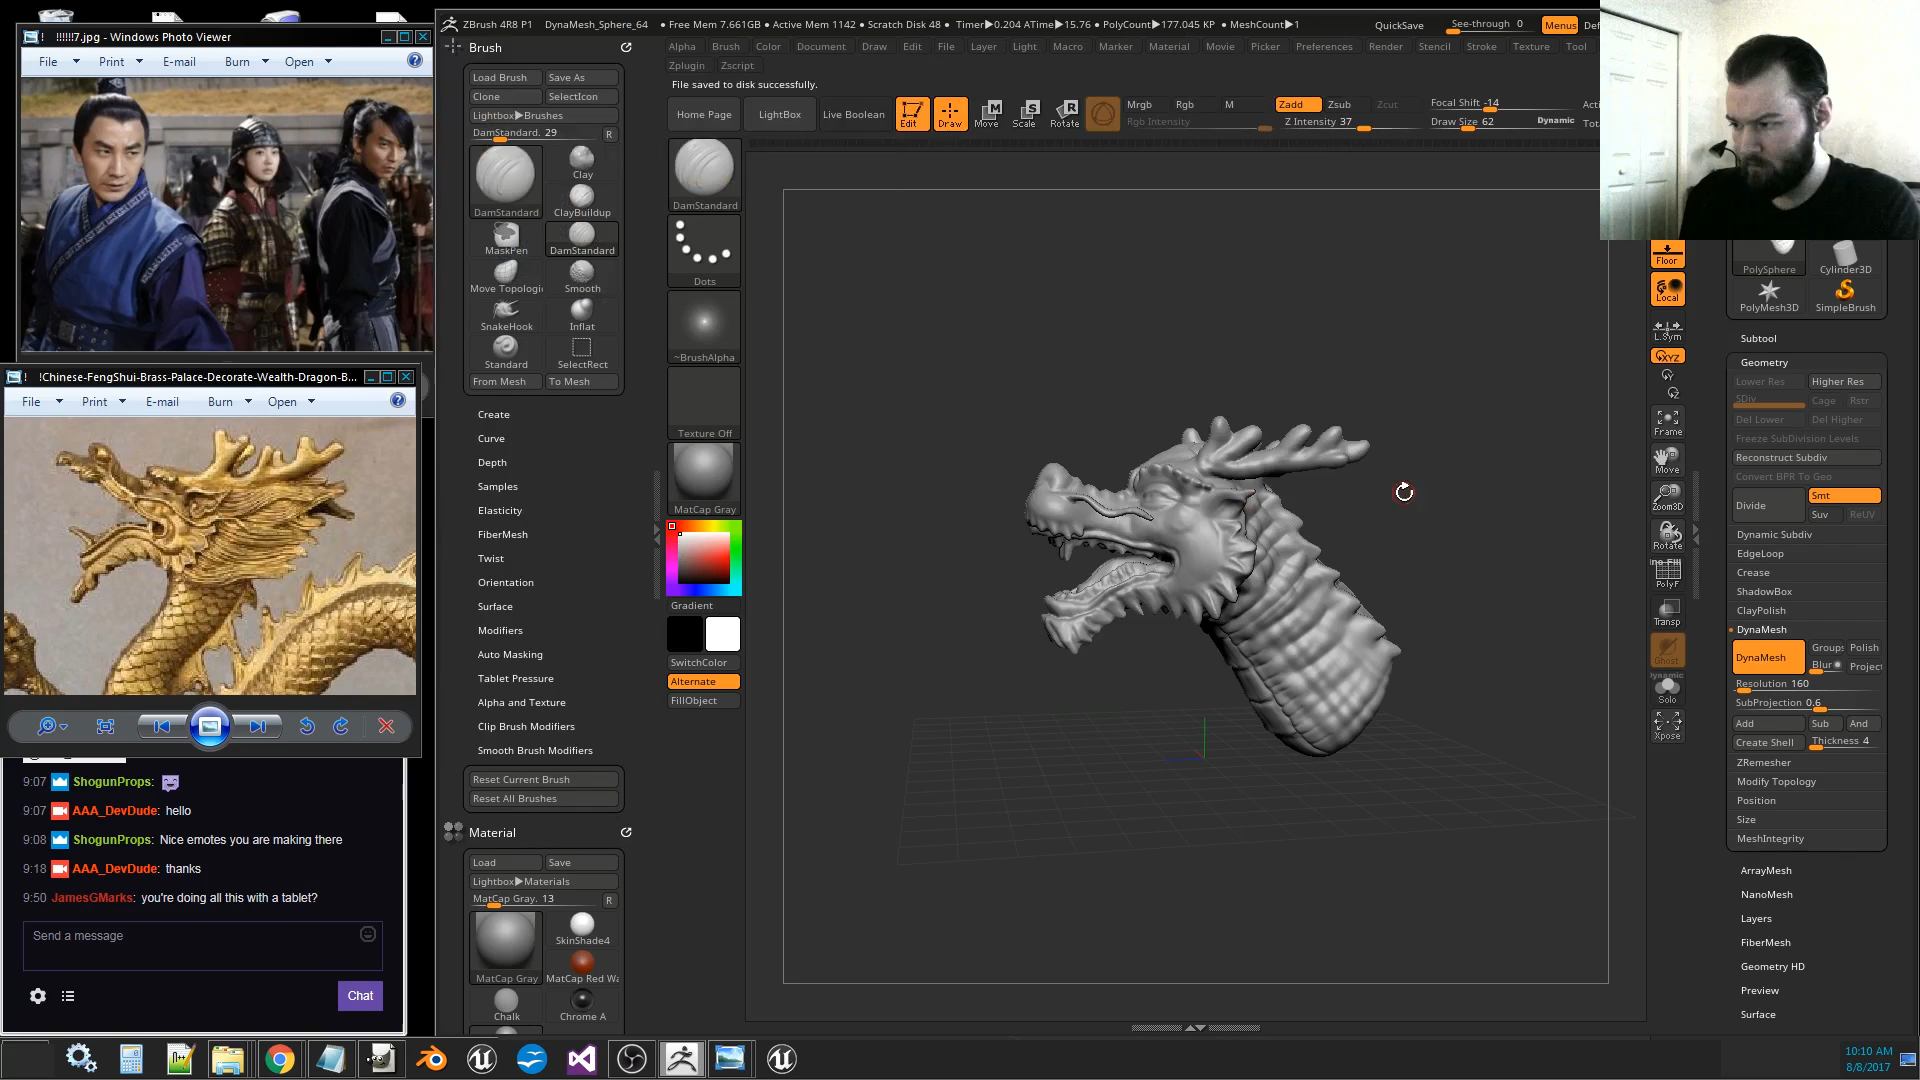 !!!!!!7.jpg - Windows Photo Viewer
File Print E-mail Burn Open
!Chinese-FengShui-Brass-Palace-Decorate-Wealth-Dragon-B...
File Print E-mail Burn Open
9:07 ShogunProps:
9:07 AAA_DevDude: hello
9:08 ShogunProps: Nice emotes you are making there
9:18 AAA_DevDude: thanks
9:50 JamesGMarks: you're doing all this with a tablet?
Send a message
Chat
ZBrush 4R8 P1 DynaMesh_Sphere_64 • Free Mem 7.661GB • Active Mem 1142 • Scratch Disk 48 • Timer▶0.204 ATime▶15.76 • PolyCount▶177.045 KP • MeshCount▶1
QuickSave See-through 0 Menus
Alpha Brush Color Document Draw Edit File Layer Light Macro Marker Material Movie Picker Preferences Render Stencil Stroke Texture Tool
Zplugin Zscript
File saved to disk successfully.
Home Page LightBox Live Boolean Edit Draw Move Scale Rotate
Mrgb Rgb M
Rgb Intensity
Zadd Zsub Zcut
Z Intensity 37
Focal Shift -14
Draw Size 62 Dynamic
Brush
Load Brush Save As
Clone SelectIcon
Lightbox▶Brushes
DamStandard. 29 R
DamStandard Clay
ClayBuildup
MaskPen DamStandard
Move Topologi Smooth
SnakeHook Inflat
Standard SelectRect
From Mesh To Mesh
Create
Curve
Depth
Samples
Elasticity
FiberMesh
Twist
Orientation
Surface
Modifiers
Auto Masking
Tablet Pressure
Alpha and Texture
Clip Brush Modifiers
Smooth Brush Modifiers
Reset Current Brush
Reset All Brushes
Material
Load Save
Lightbox▶Materials
MatCap Gray. 13 R
SkinShade4
MatCap Gray MatCap Red Wa
Chalk Chrome A
DamStandard
Dots
~BrushAlpha
Texture Off
MatCap Gray
Gradient
SwitchColor
Alternate
FillObject
Floor
Local
L.Sym
XYZ
Frame
Move
Zoom3D
Rotate
PolyF
Transp
Ghost
Dynamic
Solo
Xpose
PolySphere Cylinder3D
PolyMesh3D SimpleBrush
Subtool
Geometry
Lower Res Higher Res
SDiv Cage Rstr
Del Lower Del Higher
Freeze SubDivision Levels
Reconstruct Subdiv
Convert BPR To Geo
Divide Smt
Suv ReUV
Dynamic Subdiv
EdgeLoop
Crease
ShadowBox
ClayPolish
DynaMesh
DynaMesh Groups Polish
Blur Project
Resolution 160
SubProjection 0.6
Add Sub And
Create Shell Thickness 4
ZRemesher
Modify Topology
Position
Size
MeshIntegrity
ArrayMesh
NanoMesh
Layers
FiberMesh
Geometry HD
Preview
Surface
10:10 AM
8/8/2017